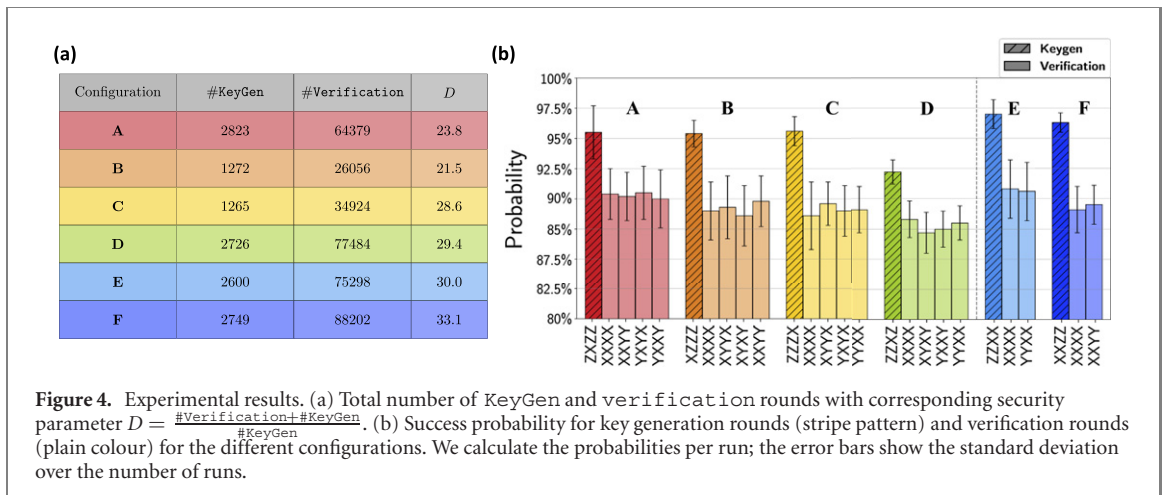 (a)
Configuration #KeyGen #Verification D
A 2823 64379 23.8
B 1272 26056 21.5
C 1265 34924 28.6
D 2726 77484 29.4
E 2600 75298 30.0
F 2749 88202 33.1
(b)
Keygen
Verification
Probability
100%
97.5%
95%
92.5%
90%
85%
87.5%
82.5%
80%
A B C D E F
ZXZZ XXXX XXYY YXYX YXXY XZZZ XXXX XXYY XYXY XXYY ZZZX XXXX XYYX XYXX YYXX ZZXZ XXXX XYXY YXXY YYXX ZZXX XXXX YYXX XXZZ XXXX XXYY
Figure 4. Experimental results. (a) Total number of KeyGen and verification rounds with corresponding security
parameter D = #Verification+#KeyGen / #KeyGen. (b) Success probability for key generation rounds (stripe pattern) and verification rounds
(plain colour) for the different configurations. We calculate the probabilities per run; the error bars show the standard deviation
over the number of runs.